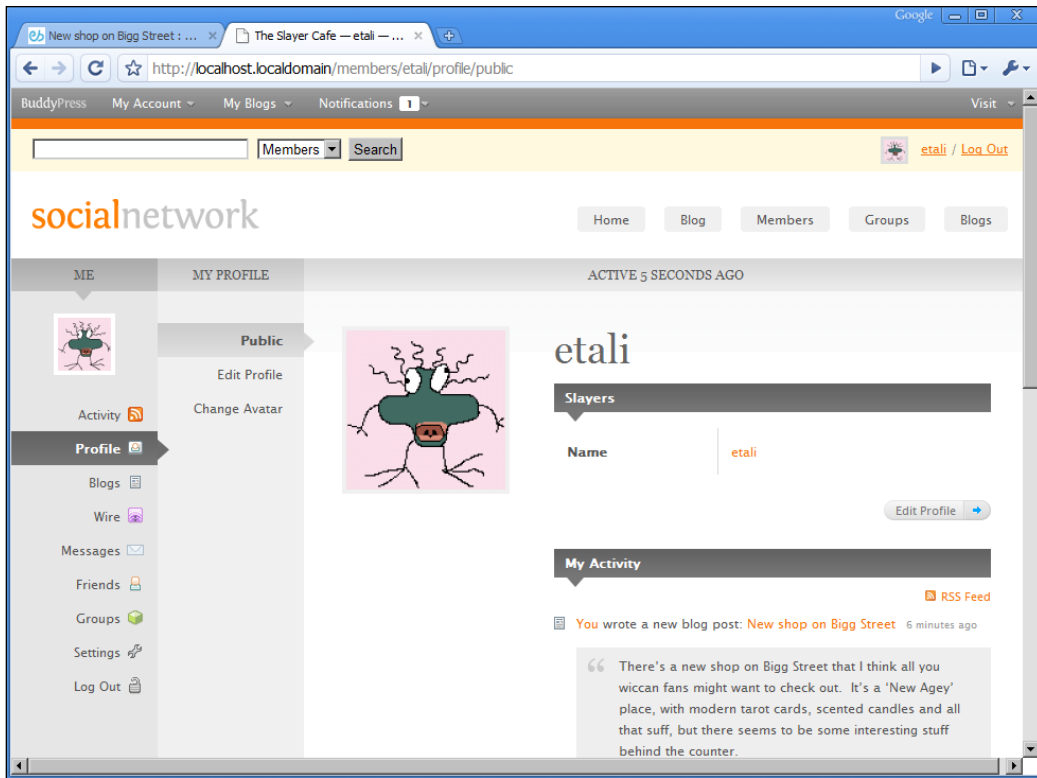 Google
New shop on Bigg Street : ...
The Slayer Cafe — etali — ...
http://localhost.localdomain/members/etali/profile/public
BuddyPress My Account My Blogs Notifications 1 Visit
Members Search etali / Log Out
socialnetwork
Home Blog Members Groups Blogs
ME MY PROFILE ACTIVE 5 SECONDS AGO
Public
Edit Profile
Change Avatar
Activity
Profile
Blogs
Wire
Messages
Friends
Groups
Settings
Log Out
etali
Slayers
Name etali
Edit Profile
My Activity
RSS Feed
You wrote a new blog post: New shop on Bigg Street 6 minutes ago
“ There's a new shop on Bigg Street that I think all you
wiccan fans might want to check out. It's a 'New Agey'
place, with modern tarot cards, scented candles and all
that suff, but there seems to be some interesting stuff
behind the counter.